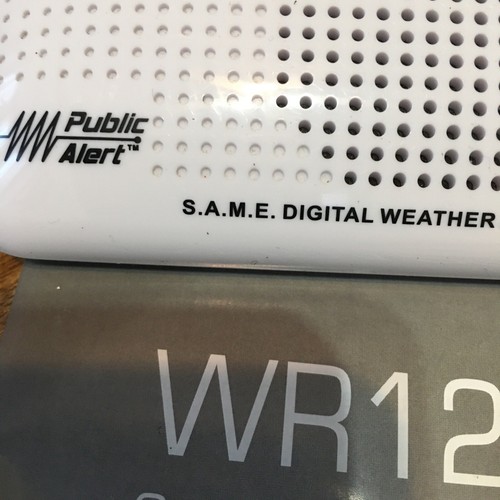 Public
Alert™
S.A.M.E. DIGITAL WEATHER
WR12